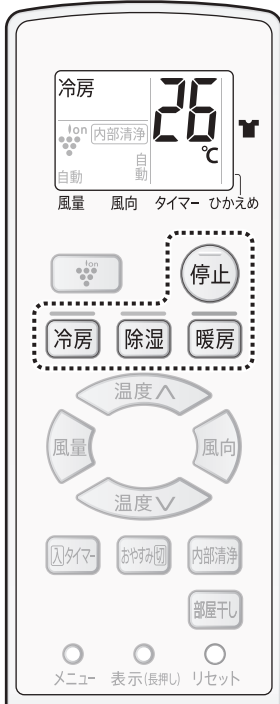 冷房 26℃
ion 内部清浄
自動 自動
風量 風向 タイマー ひかえめ
ion 停止
冷房 除湿 暖房
温度∧
風量 風向
温度∨
入タイマー おやすみ切 内部清浄
部屋干し
メニュー 表示(長押し) リセット